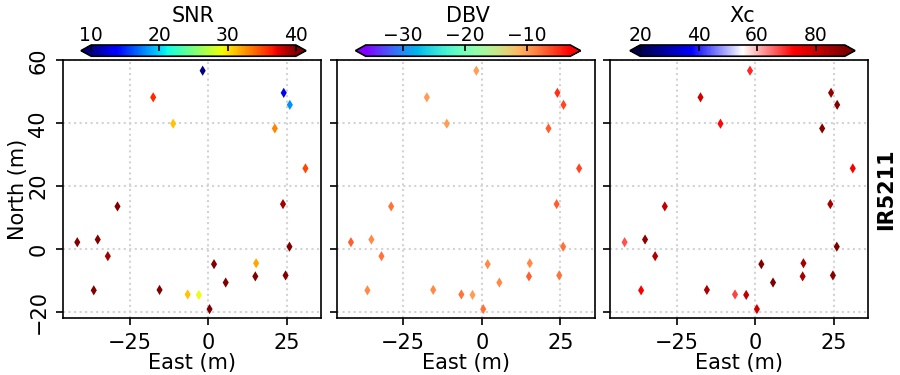 SNR DBV Xc
10 20 30 40 −30 −20 −10 20 40 60 80
60
40
20
0
−20
North (m)
IR5211
−25 0 25 −25 0 25 −25 0 25
East (m) East (m) East (m)